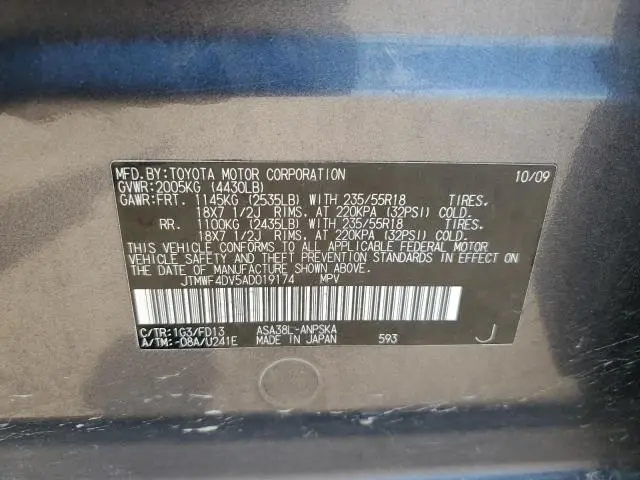 MFD. BY: TOYOTA MOTOR CORPORATION 10/09
GVWR: 2005KG (4430LB)
GAWR: FRT. 1145KG (2535LB) WITH 235/55R18 TIRES.
18X7 1/2J RIMS. AT 220KPA (32PSI) COLD.
RR. 1100KG (2435LB) WITH 235/55R18 TIRES.
18X7 1/2J RIMS. AT 220KPA (32PSI) COLD.
THIS VEHICLE CONFORMS TO ALL APPLICABLE FEDERAL MOTOR
VEHICLE SAFETY AND THEFT PREVENTION STANDARDS IN
EFFECT ON THE DATE OF MANUFACTURE SHOWN ABOVE.
JTMWF4DV5AD019174 MPV
C/TR: 1G3/FD13 ASA38L-ANPSKA
A/TM: -08A/U241E MADE IN JAPAN 593 J